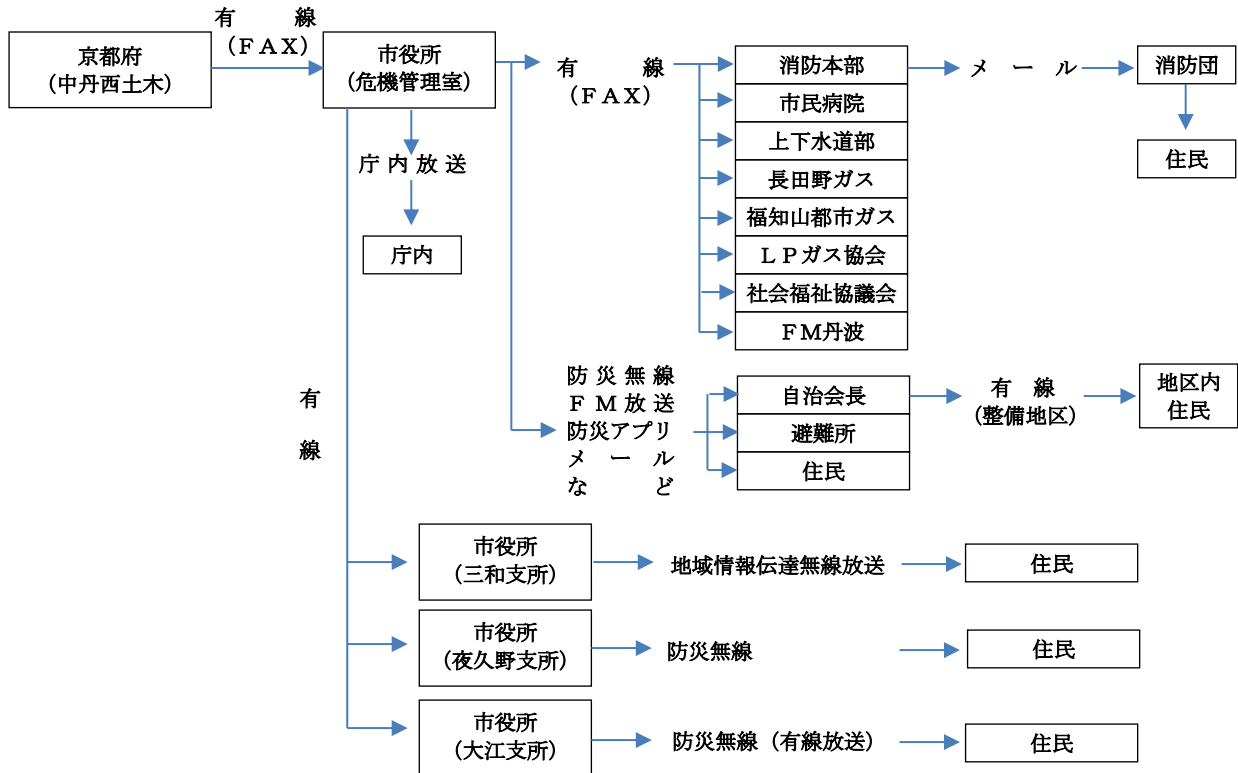 京都府
(中丹西土木)
有 線
(FAX)
市役所
(危機管理室)
庁内放送
庁内
有 線
(FAX)
消防本部
市民病院
上下水道部
長田野ガス
福知山都市ガス
LPガス協会
社会福祉協議会
FM丹波
メール
消防団
住民
防災無線
FM放送
防災アプリ
メール
など
自治会長
避難所
住民
有 線
(整備地区)
地区内
住民
有
線
市役所
(三和支所)
地域情報伝達無線放送
住民
市役所
(夜久野支所)
防災無線
住民
市役所
(大江支所)
防災無線(有線放送)
住民